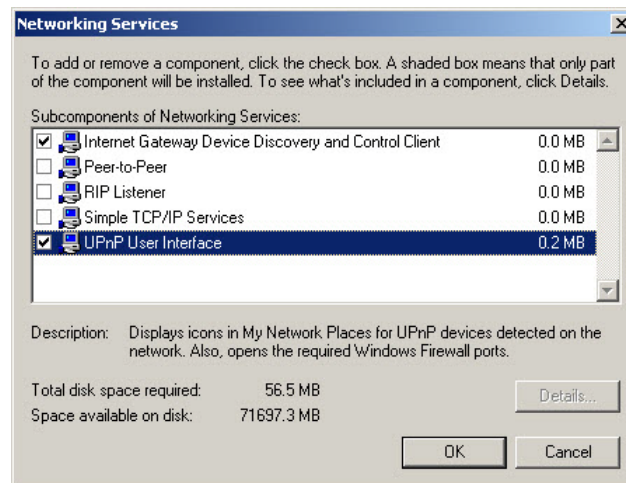 Networking Services
To add or remove a component, click the check box. A shaded box means that only part
of the component will be installed. To see what's included in a component, click Details.
Subcomponents of Networking Services:
Internet Gateway Device Discovery and Control Client 0.0 MB
Peer-to-Peer 0.0 MB
RIP Listener 0.0 MB
Simple TCP/IP Services 0.0 MB
UPnP User Interface 0.2 MB
Description: Displays icons in My Network Places for UPnP devices detected on the
network. Also, opens the required Windows Firewall ports.
Total disk space required: 56.5 MB
Details...
Space available on disk: 71697.3 MB
OK Cancel